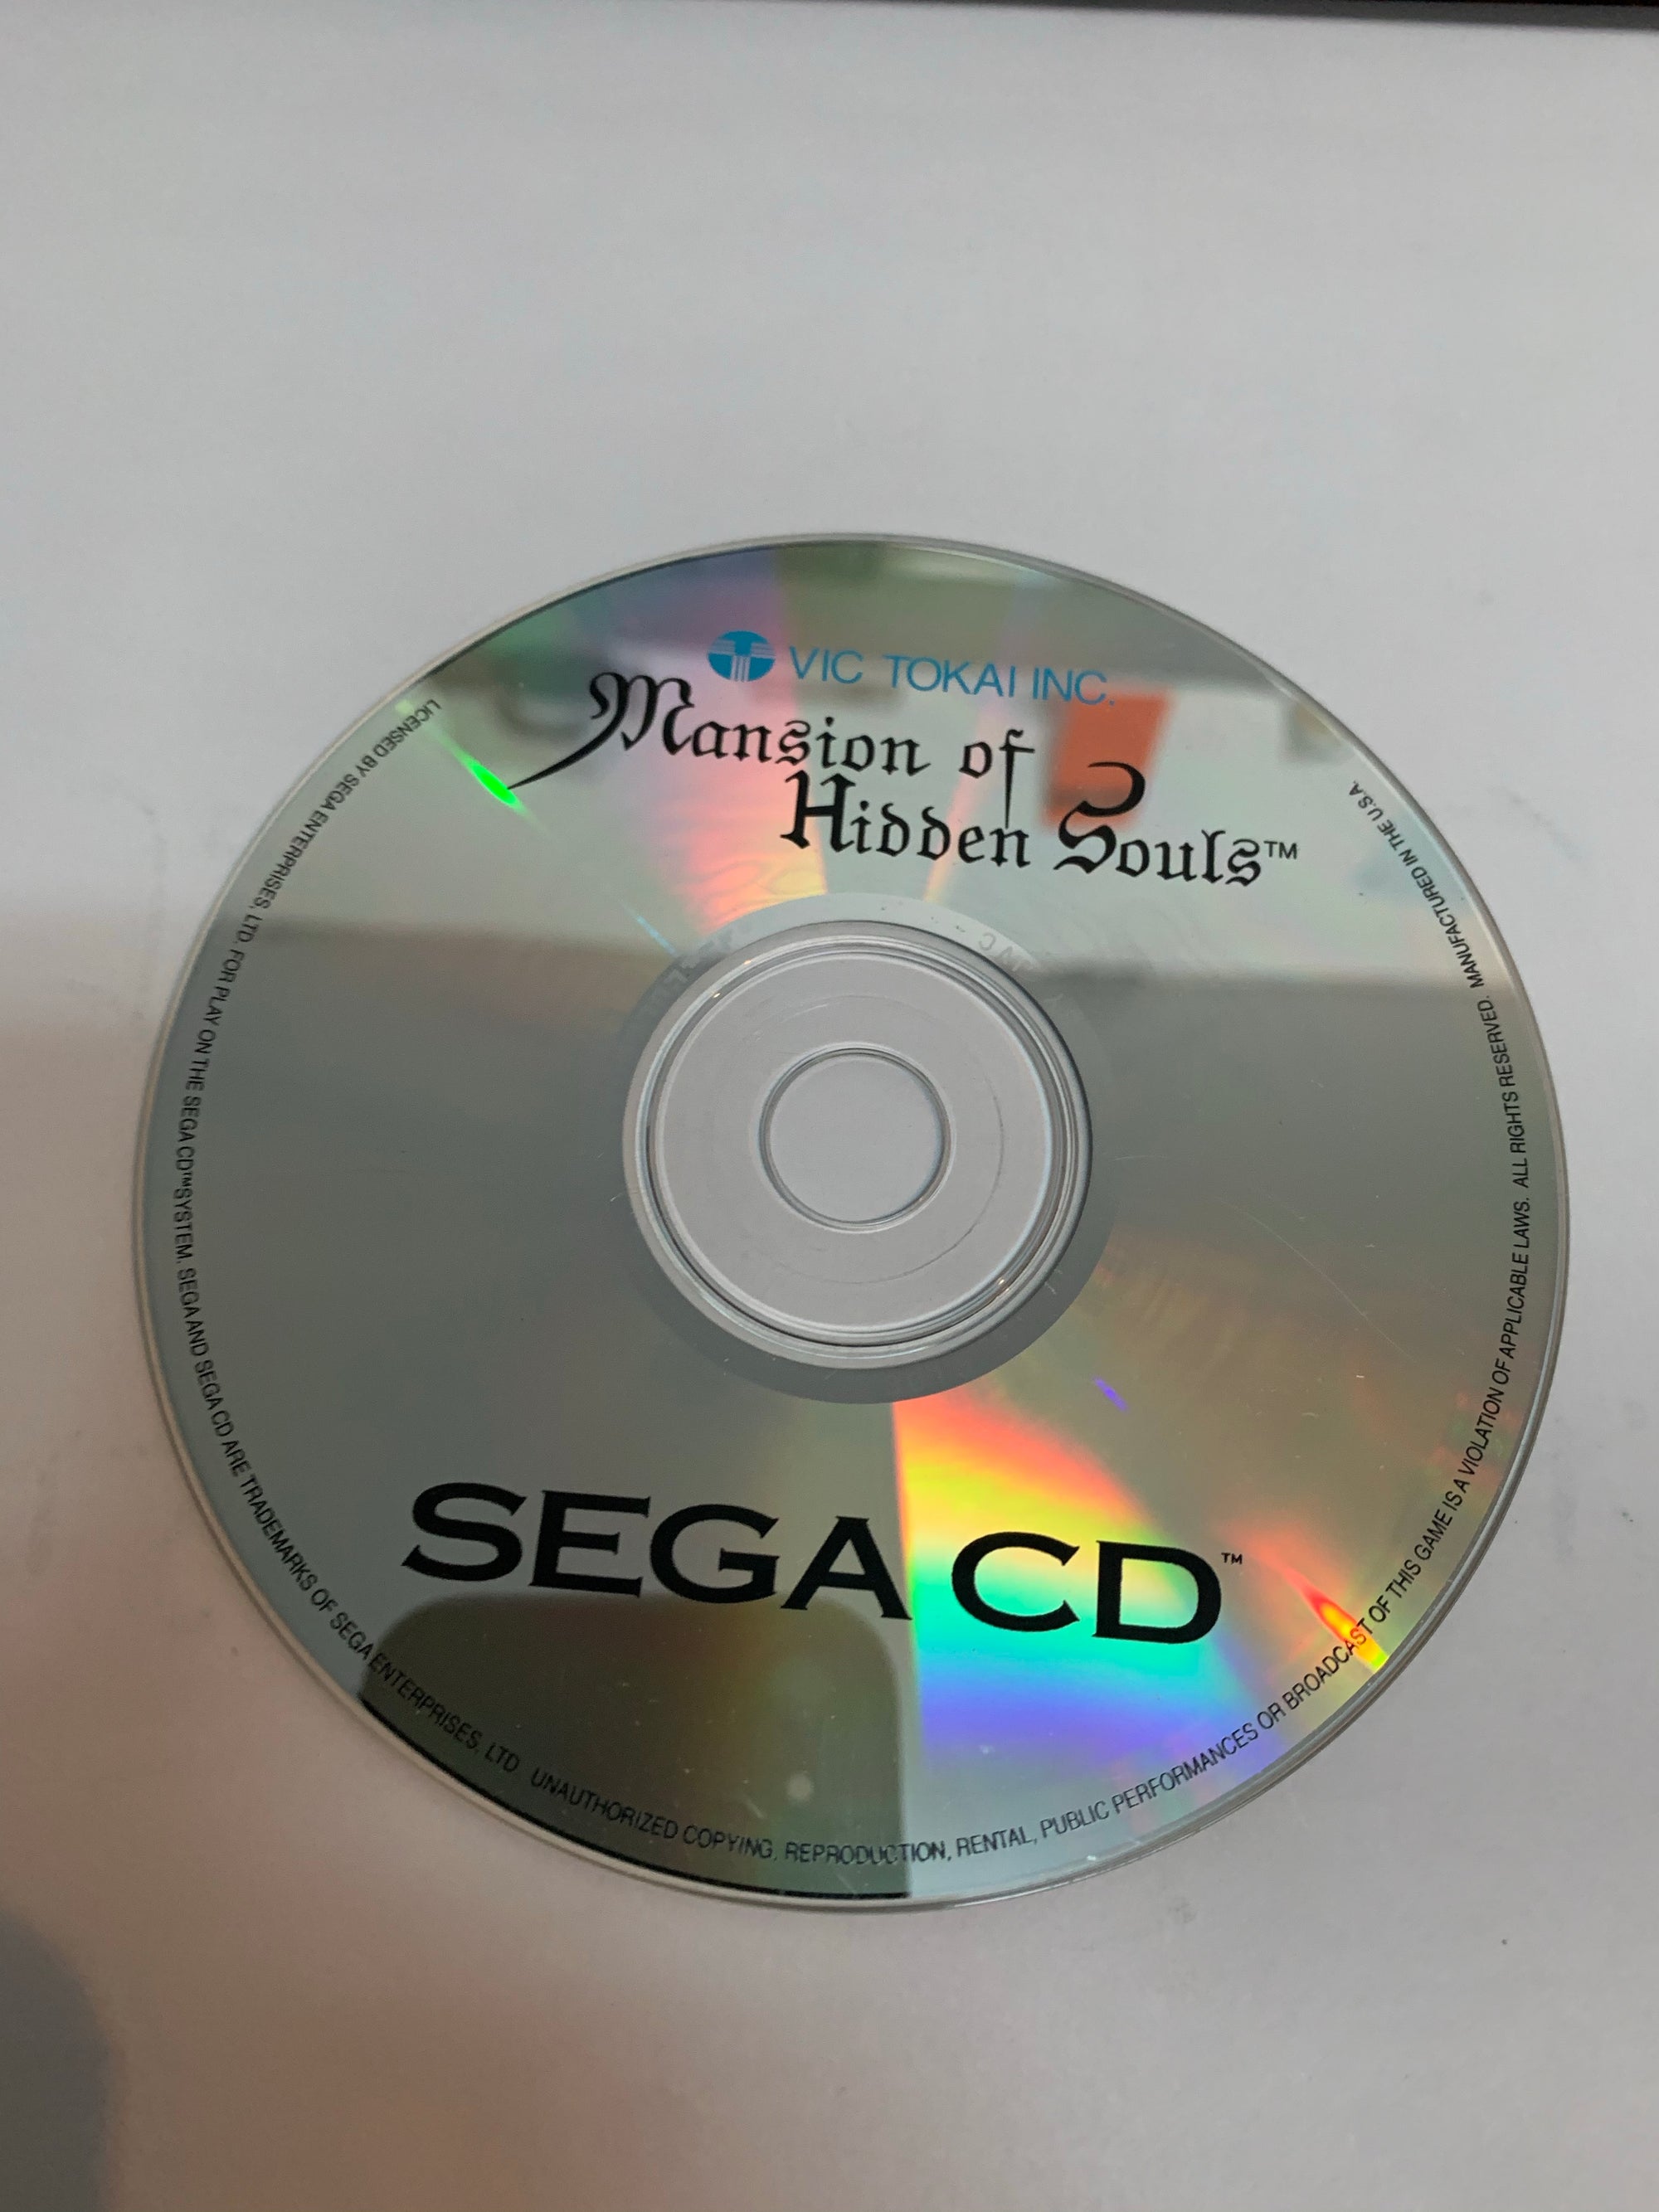 VIC TOKAI INC.
Mansion of
Hidden Souls™
SEGA CD™
LICENSED BY SEGA ENTERPRISES, LTD. FOR PLAY ON THE SEGA CD™ SYSTEM. SEGA AND SEGA CD ARE TRADEMARKS OF SEGA ENTERPRISES, LTD UNAUTHORIZED COPYING, REPRODUCTION, RENTAL, PUBLIC PERFORMANCES OR BROADCAST OF THIS GAME IS A VIOLATION OF APPLICABLE LAWS. ALL RIGHTS RESERVED. MANUFACTURED IN THE U.S.A.